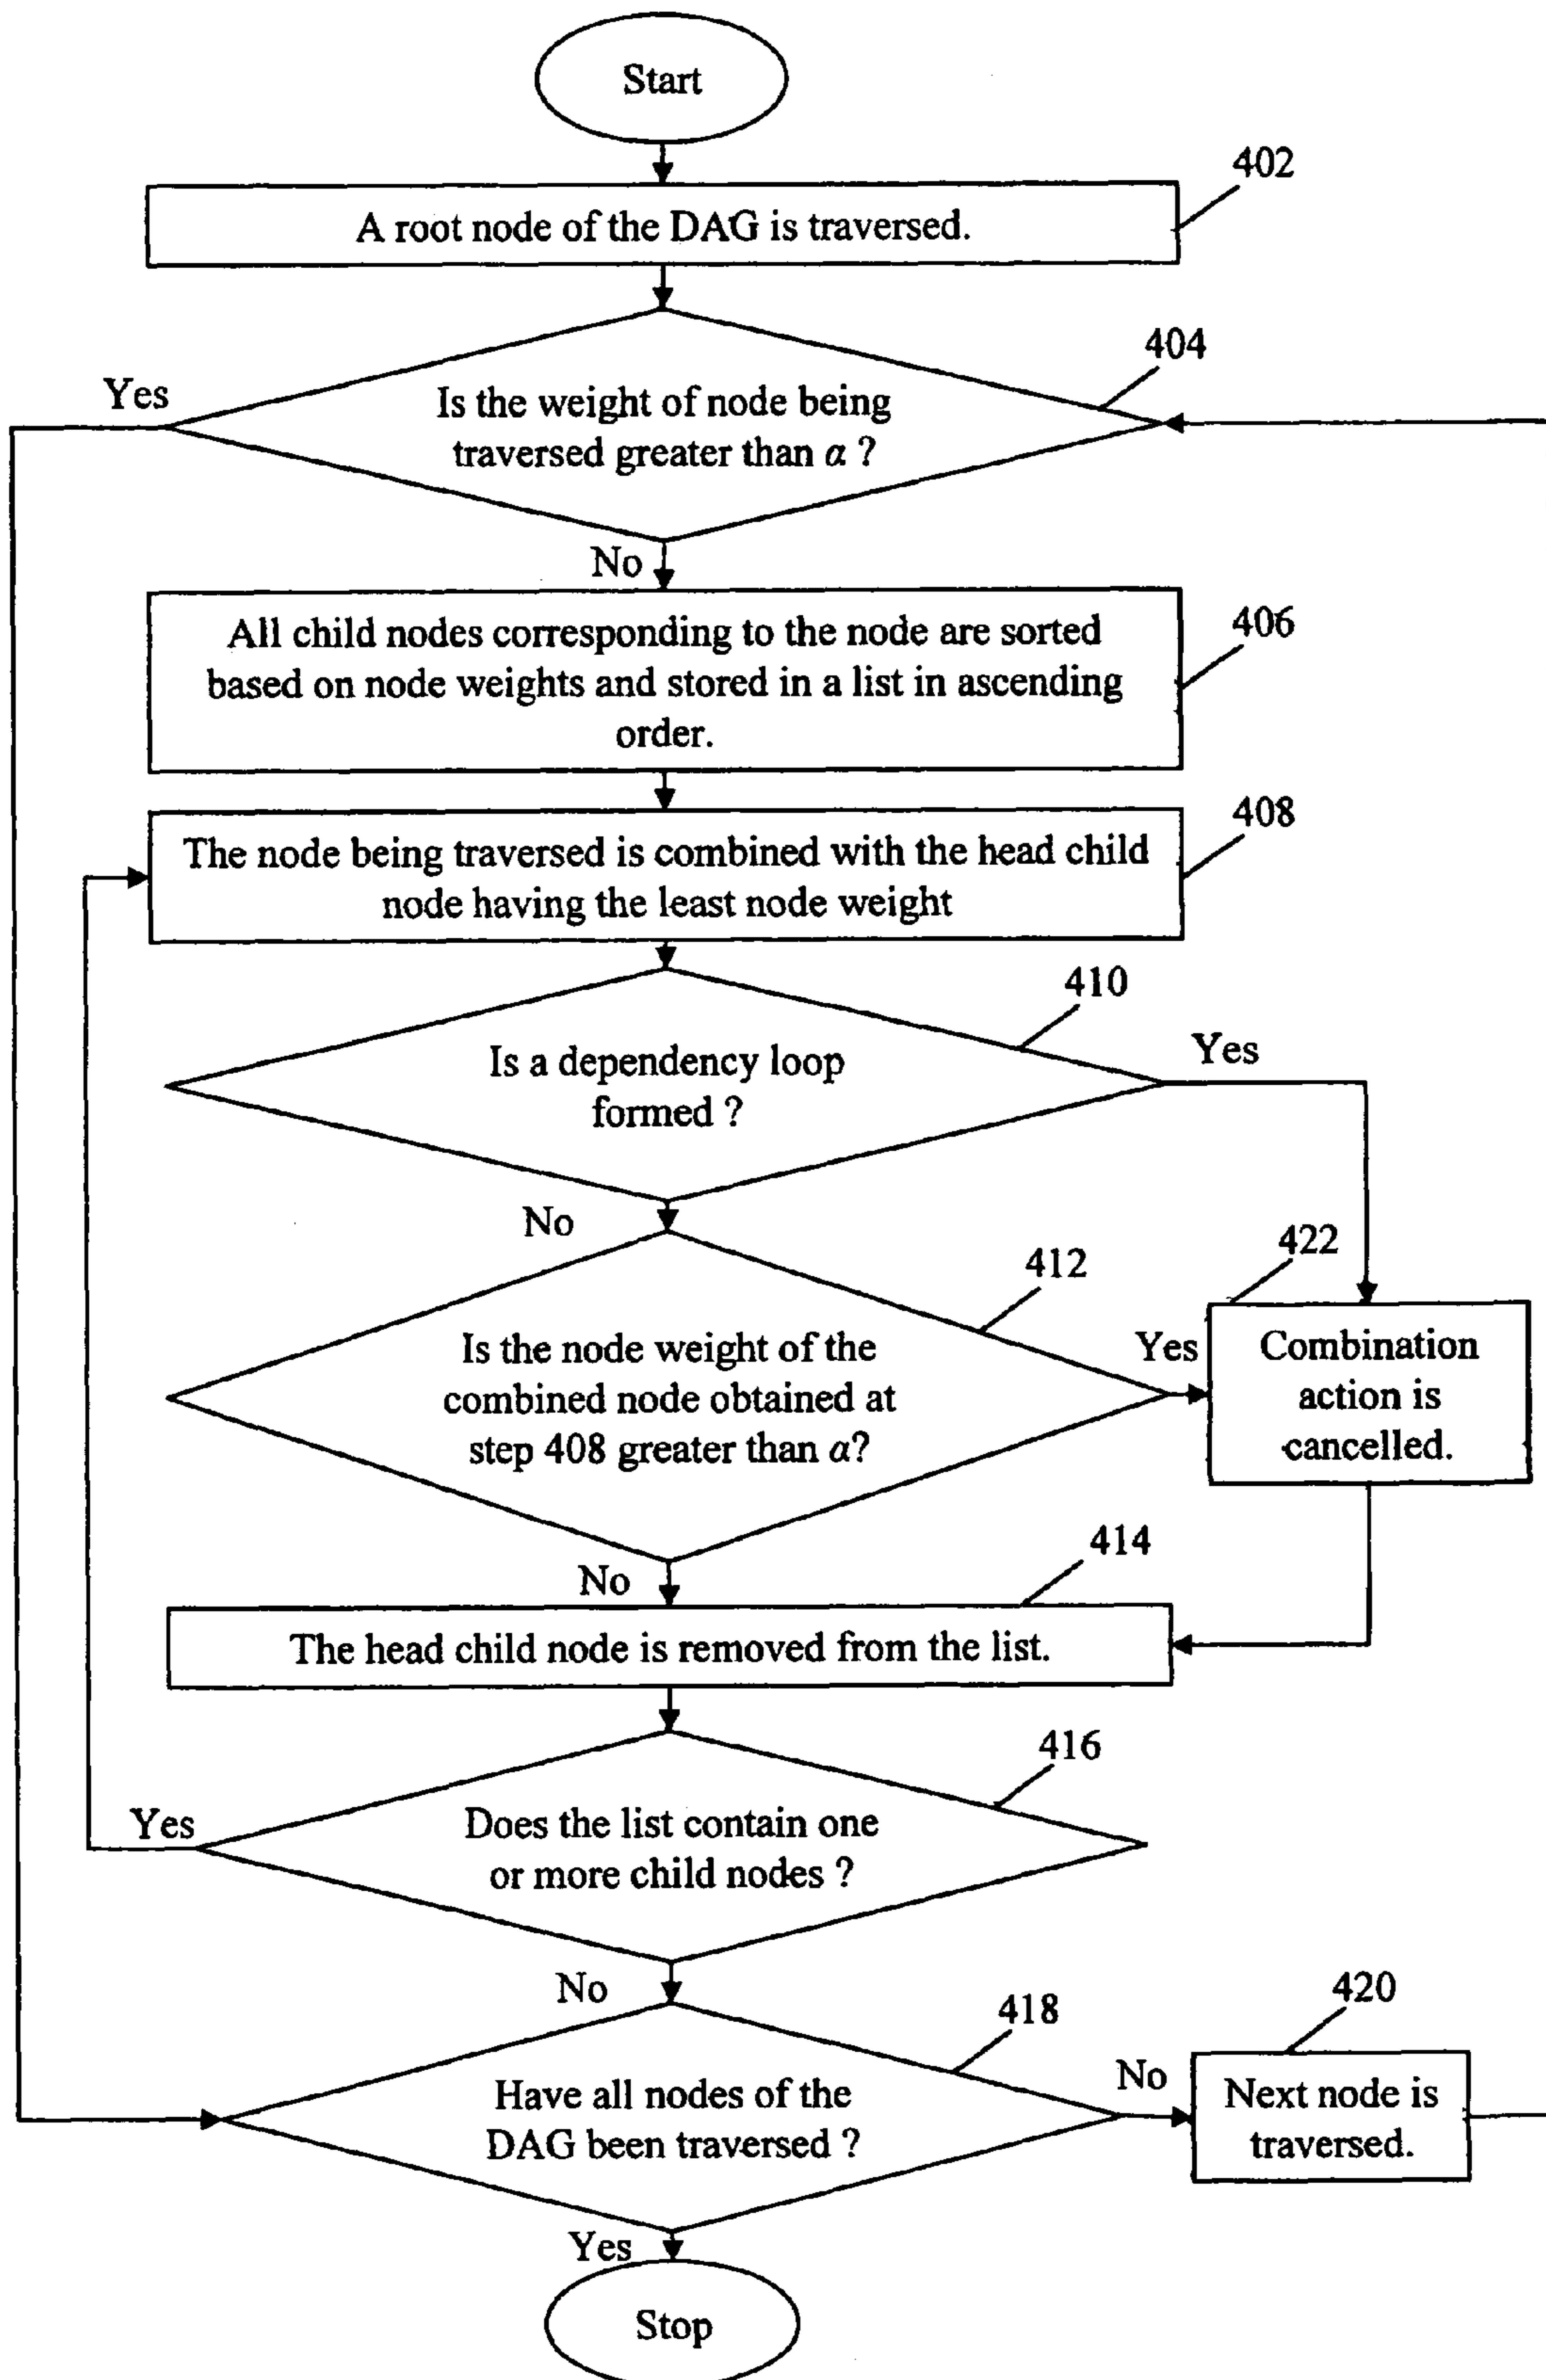 Start
402
A root node of the DAG is traversed.
404
Yes
Is the weight of node being
traversed greater than α ?
No
406
All child nodes corresponding to the node are sorted
based on node weights and stored in a list in ascending
order.
408
The node being traversed is combined with the head child
node having the least node weight
410
Yes
Is a dependency loop
formed ?
No
412
422
Is the node weight of the
combined node obtained at
step 408 greater than α?
Yes
Combination
action is
cancelled.
414
No
The head child node is removed from the list.
416
Yes
Does the list contain one
or more child nodes ?
No
418
420
Have all nodes of the
DAG been traversed ?
No
Next node is
traversed.
Yes
Stop